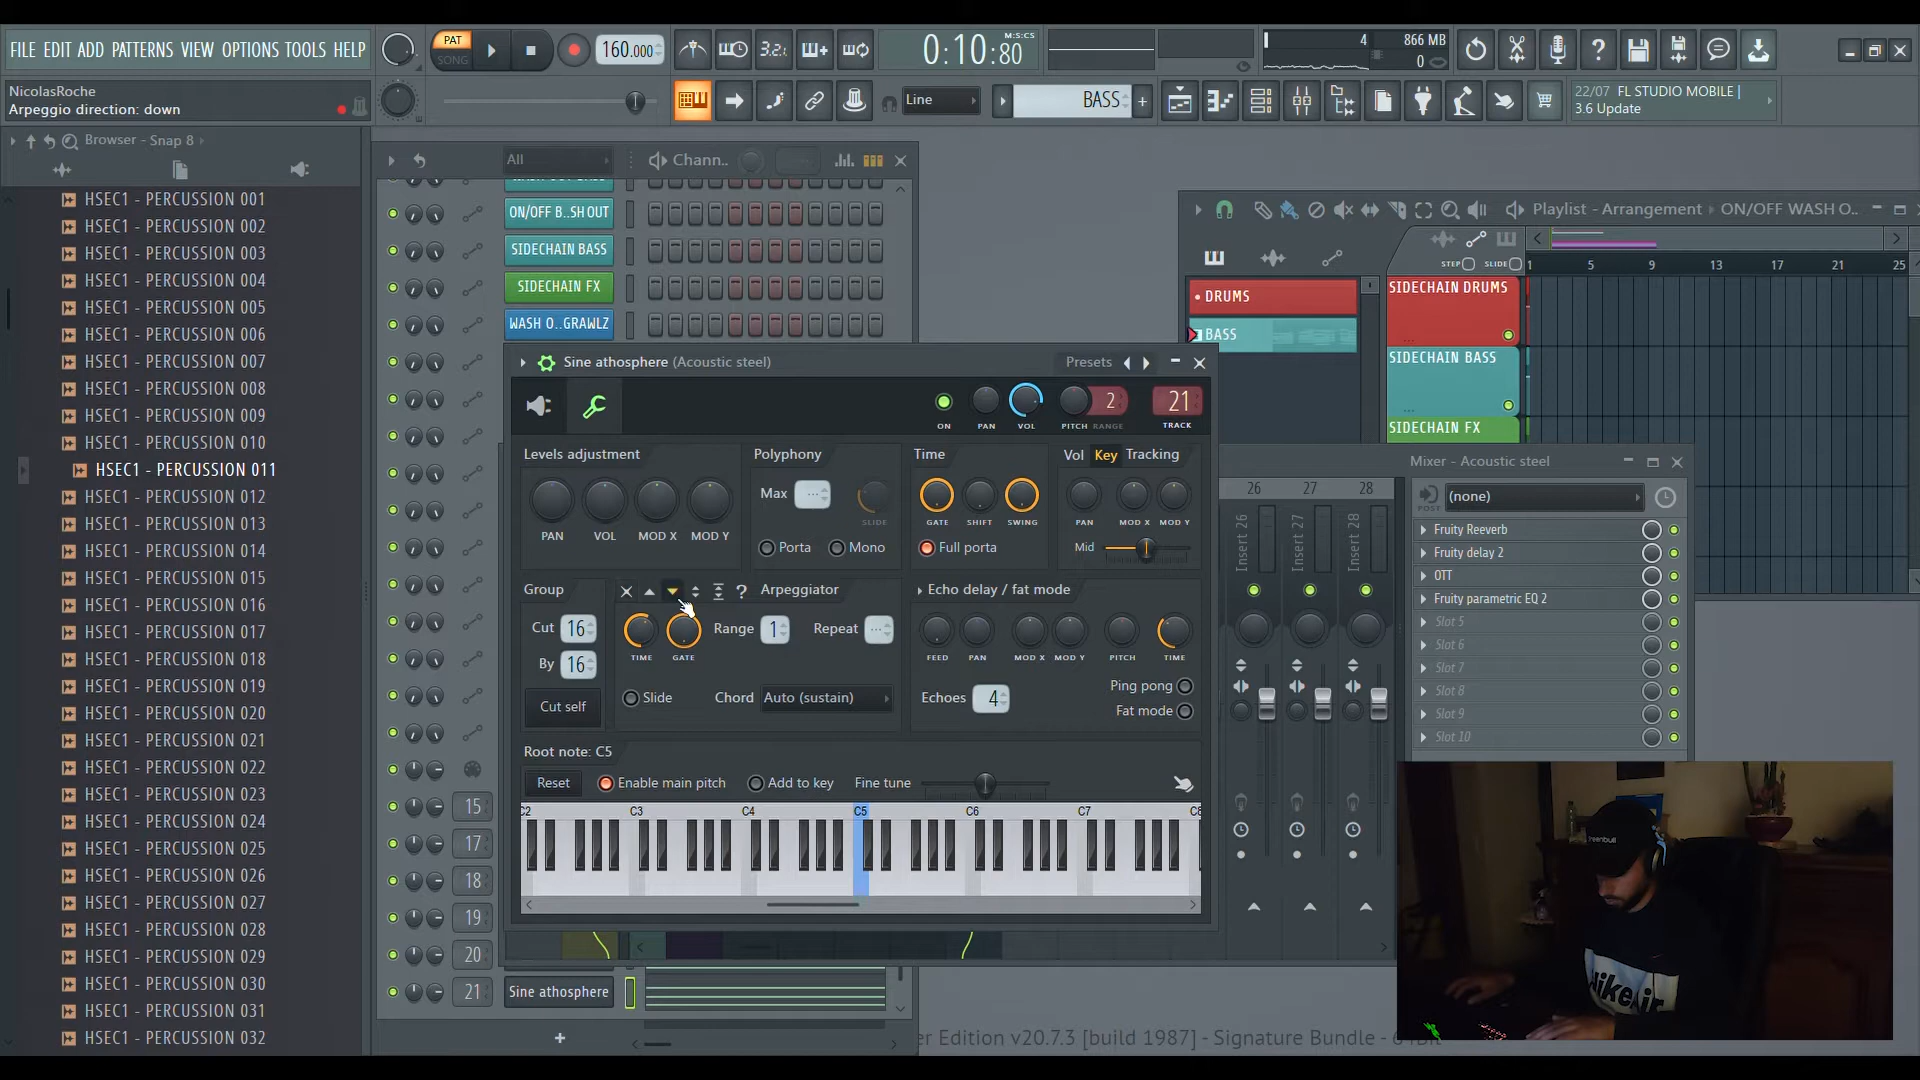 FILE EDIT ADD PATTERNS VIEW OPTIONS TOOLS HELP
PAT
SONG
160.000
3.2.
M:S:CS
0:10:80
4
866 MB
0
NicolasRoche
Arpeggio direction: down
Line
BASS
22/07 FL STUDIO MOBILE |
3.6 Update
Browser - Snap 8
HSEC1 - PERCUSSION 001
HSEC1 - PERCUSSION 002
HSEC1 - PERCUSSION 003
HSEC1 - PERCUSSION 004
HSEC1 - PERCUSSION 005
HSEC1 - PERCUSSION 006
HSEC1 - PERCUSSION 007
HSEC1 - PERCUSSION 008
HSEC1 - PERCUSSION 009
HSEC1 - PERCUSSION 010
HSEC1 - PERCUSSION 011
HSEC1 - PERCUSSION 012
HSEC1 - PERCUSSION 013
HSEC1 - PERCUSSION 014
HSEC1 - PERCUSSION 015
HSEC1 - PERCUSSION 016
HSEC1 - PERCUSSION 017
HSEC1 - PERCUSSION 018
HSEC1 - PERCUSSION 019
HSEC1 - PERCUSSION 020
HSEC1 - PERCUSSION 021
HSEC1 - PERCUSSION 022
HSEC1 - PERCUSSION 023
HSEC1 - PERCUSSION 024
HSEC1 - PERCUSSION 025
HSEC1 - PERCUSSION 026
HSEC1 - PERCUSSION 027
HSEC1 - PERCUSSION 028
HSEC1 - PERCUSSION 029
HSEC1 - PERCUSSION 030
HSEC1 - PERCUSSION 031
HSEC1 - PERCUSSION 032
All
Chann..
ON/OFF B..SH OUT
SIDECHAIN BASS
SIDECHAIN FX
WASH O..GRAWLZ
15
17
18
19
20
21
Sine athosphere
Sine athosphere (Acoustic steel)
Presets
ON
PAN
VOL
PITCH
RANGE
2
21
TRACK
Levels adjustment
PAN
VOL
MOD X
MOD Y
Polyphony
Max
SLIDE
Porta
Mono
Time
GATE
SHIFT
SWING
Full porta
Vol Key Tracking
PAN
MOD X
MOD Y
Mid
Group
Cut 16
By 16
Cut self
Arpeggiator
TIME
GATE
Range 1
Repeat
Slide
Chord Auto (sustain)
Echo delay / fat mode
FEED
PAN
MOD X
MOD Y
PITCH
TIME
Echoes 4
Ping pong
Fat mode
Root note: C5
Reset
Enable main pitch
Add to key
Fine tune
C2
C3
C4
C5
C6
C7
Playlist - Arrangement
ON/OFF WASH O..
STEP
SLIDE
1
5
9
13
17
21
25
DRUMS
BASS
SIDECHAIN DRUMS
SIDECHAIN BASS
SIDECHAIN FX
Mixer - Acoustic steel
26
27
28
Insert 26
Insert 27
Insert 28
POST
(none)
Fruity Reeverb
Fruity delay 2
OTT
Fruity parametric EQ 2
Slot 5
Slot 6
Slot 7
Slot 8
Slot 9
Slot 10
er Edition v20.7.3 [build 1987] - Signature Bundle -